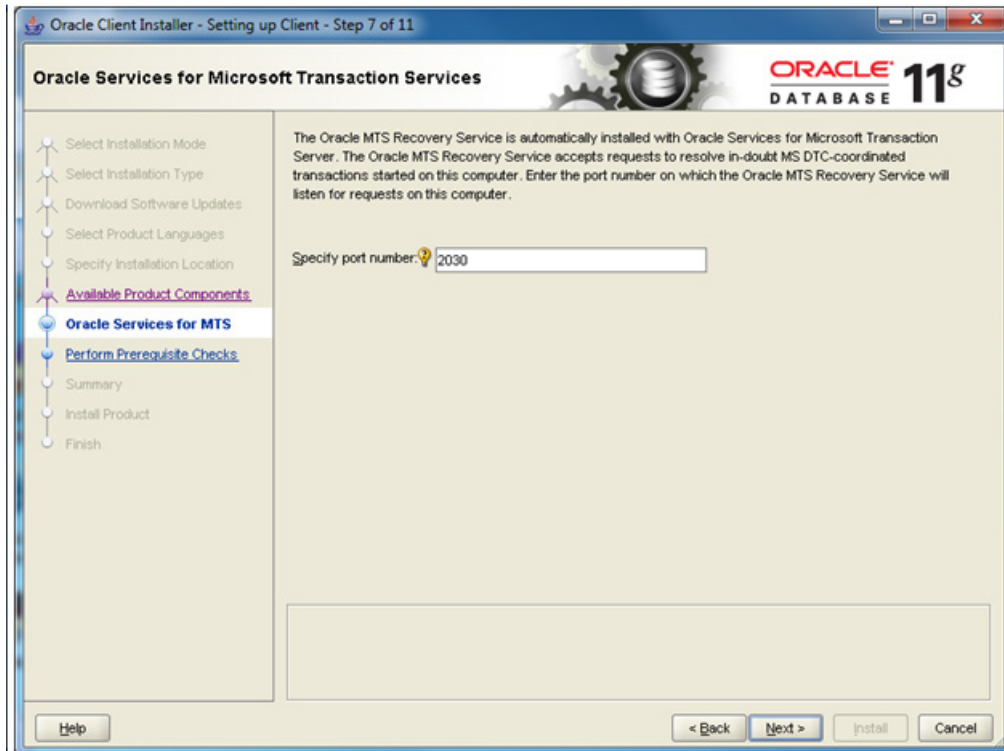 Oracle Client Installer - Setting up Client - Step 7 of 11
Oracle Services for Microsoft Transaction Services
ORACLE
DATABASE
11g
Select Installation Mode
Select Installation Type
Download Software Updates
Select Product Languages
Specify Installation Location
Available Product Components
Oracle Services for MTS
Perform Prerequisite Checks
Summary
Install Product
Finish
The Oracle MTS Recovery Service is automatically installed with Oracle Services for Microsoft Transaction
Server. The Oracle MTS Recovery Service accepts requests to resolve in-doubt MS DTC-coordinated
transactions started on this computer. Enter the port number on which the Oracle MTS Recovery Service will
listen for requests on this computer.
Specify port number: 2030
Help
< Back
Next >
Install
Cancel